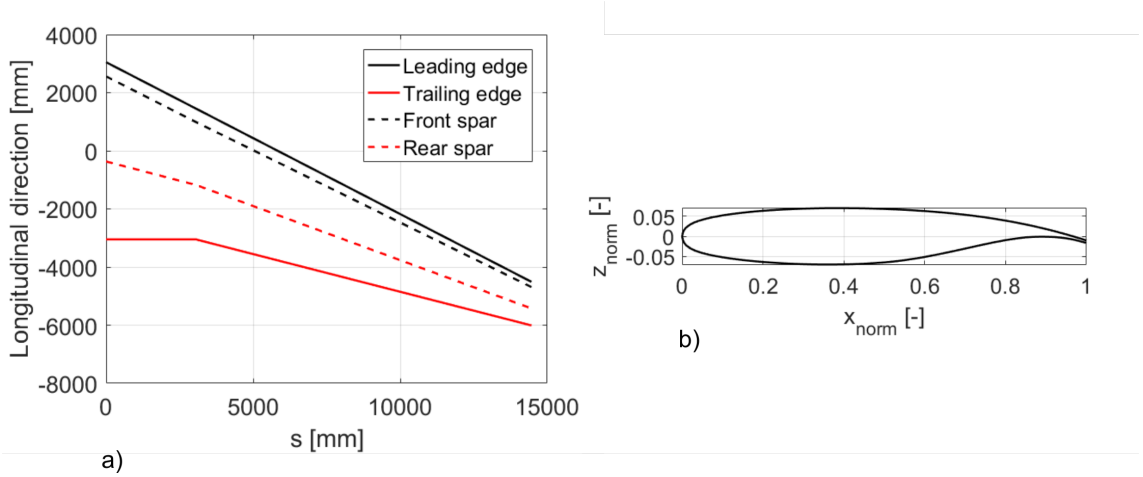 4000
2000
0
-2000
-4000
-6000
-8000
Longitudinal direction [mm]
Leading edge
Trailing edge
Front spar
Rear spar
0
5000
10000
15000
s [mm]
a)
0.05
0
-0.05
z_norm [-]
0
0.2
0.4
0.6
0.8
1
x_norm [-]
b)